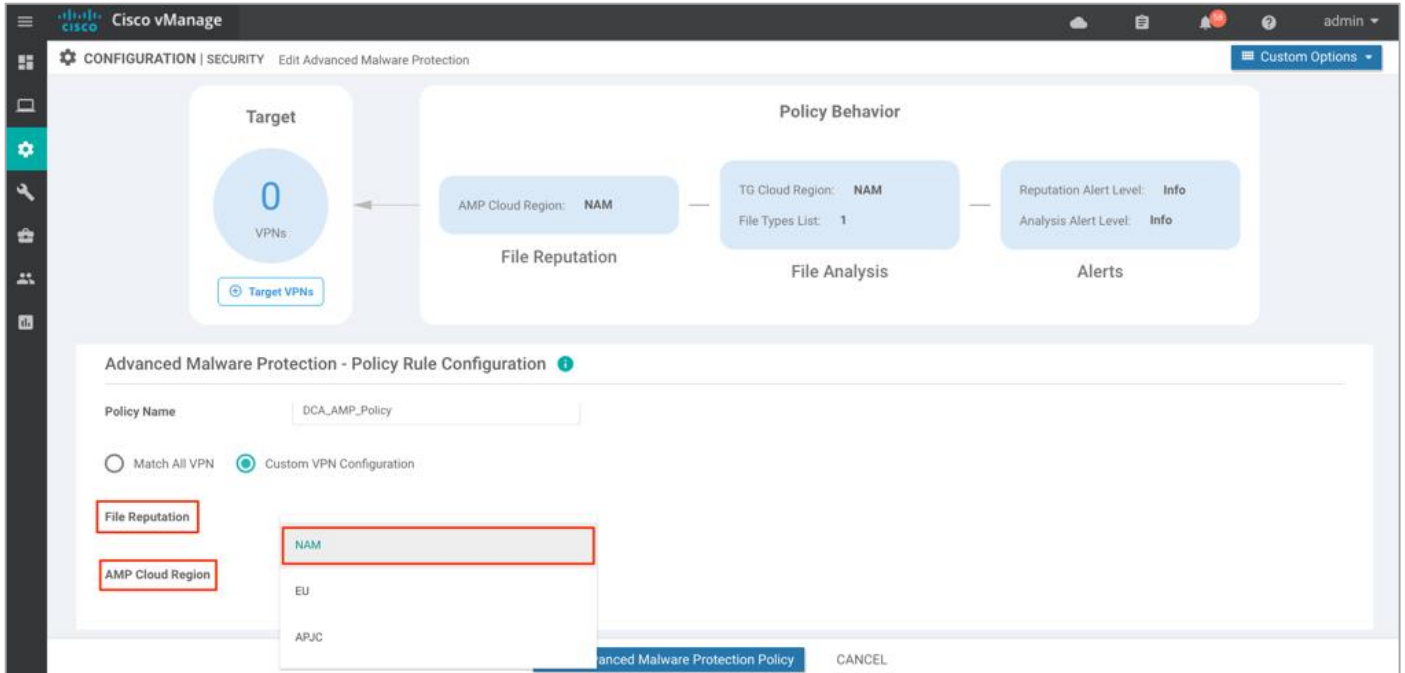 CISCO
Cisco vManage
admin
CONFIGURATION | SECURITY Edit Advanced Malware Protection
Custom Options
Target
0
VPNs
Target VPNs
Policy Behavior
AMP Cloud Region: NAM
File Reputation
TG Cloud Region: NAM
File Types List: 1
File Analysis
Reputation Alert Level: Info
Analysis Alert Level: Info
Alerts
Advanced Malware Protection - Policy Rule Configuration
Policy Name DCA_AMP_Policy
Match All VPN Custom VPN Configuration
File Reputation
NAM
AMP Cloud Region
EU
APJC
anced Malware Protection Policy CANCEL